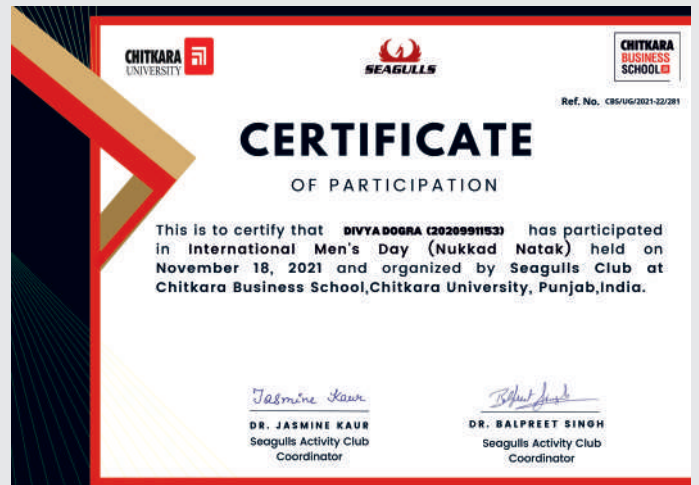 CHITKARA
UNIVERSITY
SEAGULLS
CHITKARA
BUSINESS
SCHOOL
Ref. No. CBS/UG/2021-22/281
CERTIFICATE
OF PARTICIPATION
This is to certify that DIVYA DOGRA (2020991153) has participated
in International Men's Day (Nukkad Natak) held on
November 18, 2021 and organized by Seagulls Club at
Chitkara Business School,Chitkara University, Punjab,India.
Jasmine Kaur
DR. JASMINE KAUR
Seagulls Activity Club
Coordinator
DR. BALPREET SINGH
Seagulls Activity Club
Coordinator